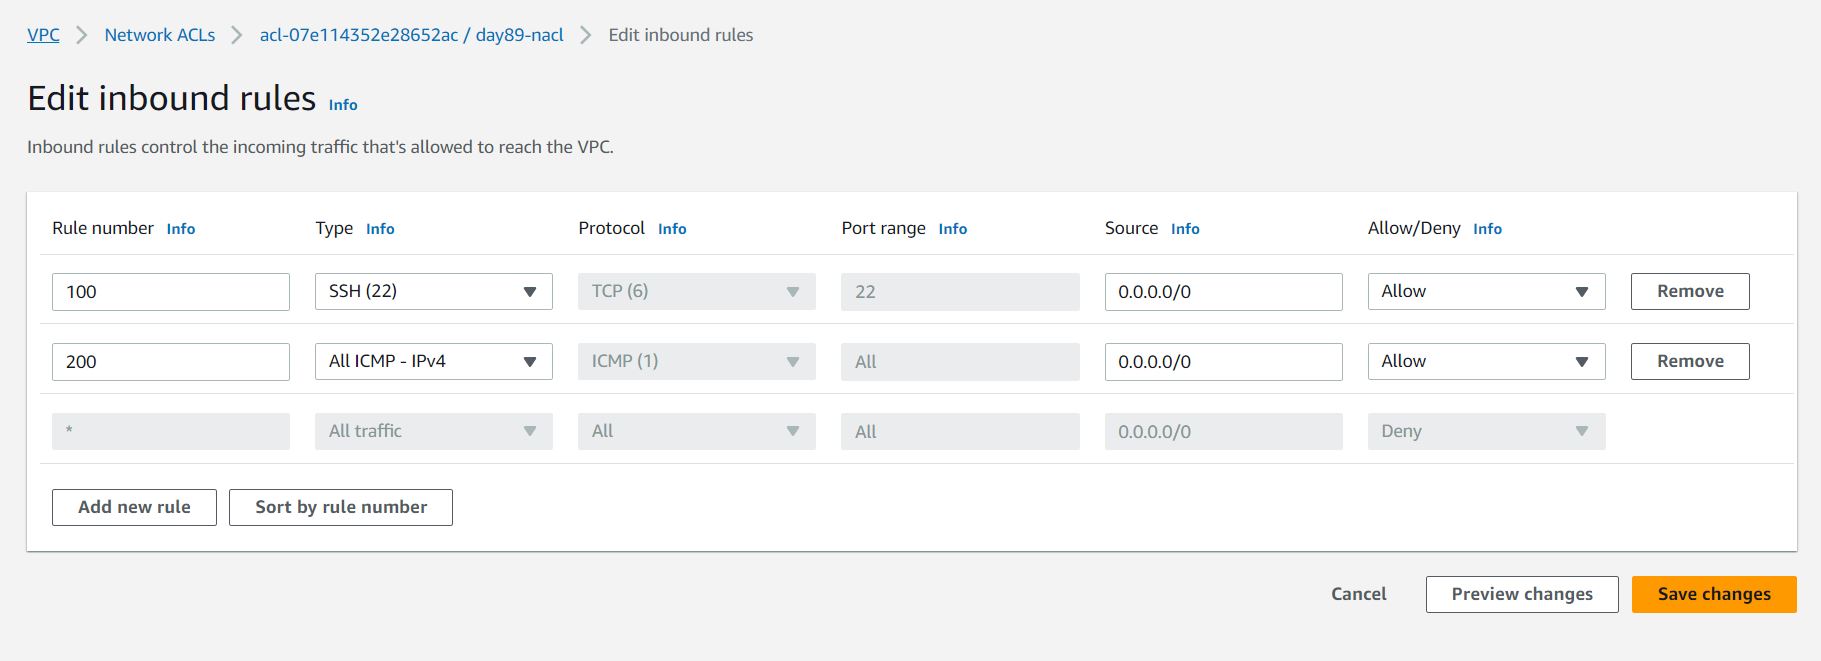 VPC > Network ACLs > acl-07e114352e28652ac / day89-nacl > Edit inbound rules
Edit inbound rules Info
Inbound rules control the incoming traffic that's allowed to reach the VPC.
Rule number Info Type Info Protocol Info Port range Info Source Info Allow/Deny Info
100 SSH (22) TCP (6) 22 0.0.0.0/0 Allow Remove
200 All ICMP - IPv4 ICMP (1) All 0.0.0.0/0 Allow Remove
* All traffic All All 0.0.0.0/0 Deny
Add new rule Sort by rule number
Cancel Preview changes Save changes